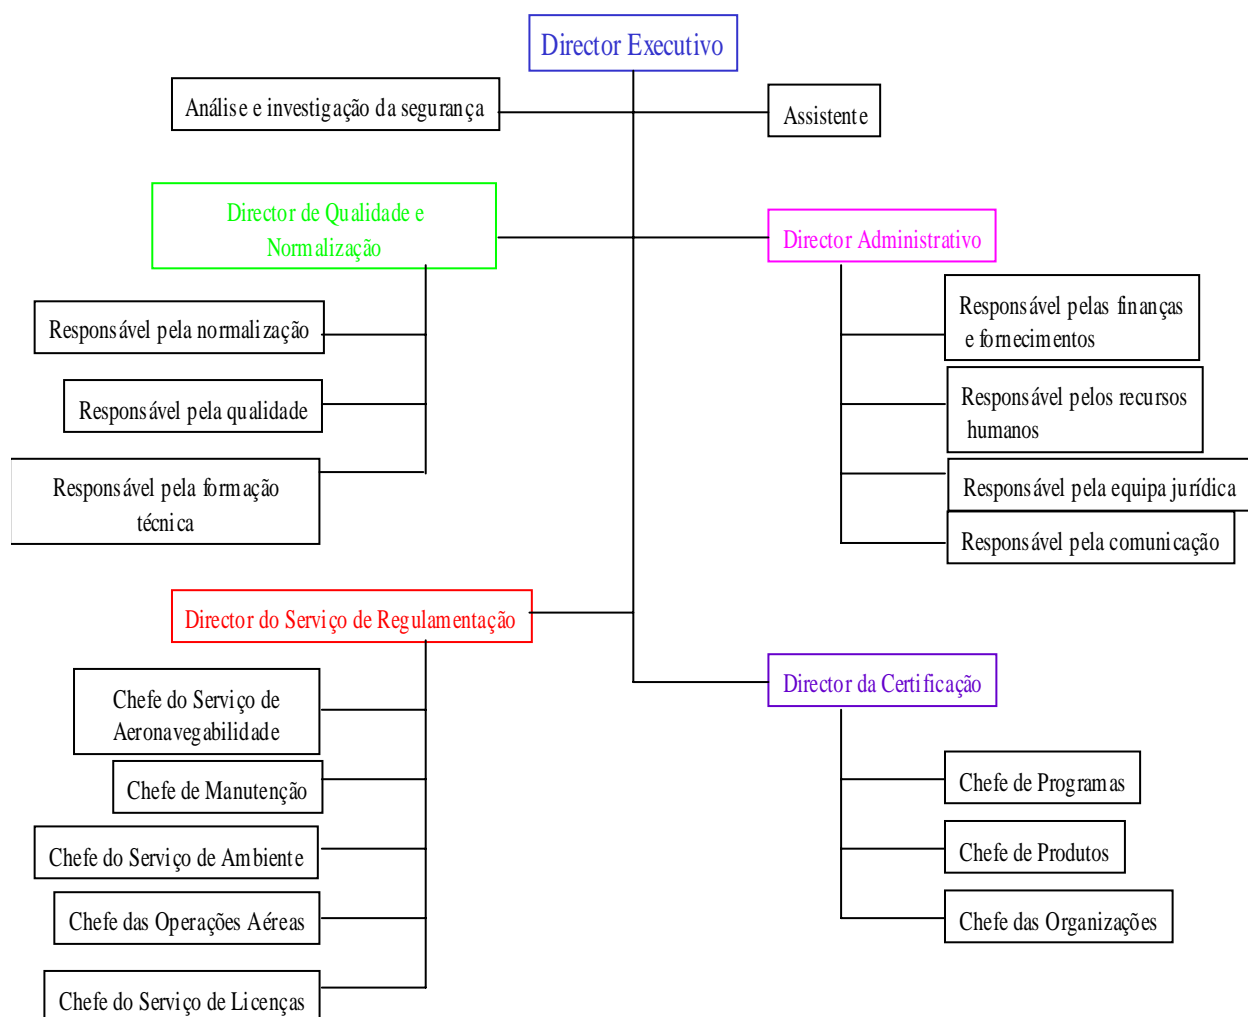 Director Executivo
Análise e investigação da segurança
Assistente
Director de Qualidade e
Normalização
Director Administrativo
Responsável pela normalização
Responsável pela qualidade
Responsável pela formação
técnica
Responsável pelas finanças
e fornecimentos
Responsável pelos recursos
humanos
Responsável pela equipa jurídica
Responsável pela comunicação
Director do Serviço de Regulamentação
Chefe do Serviço de
Aeronavegabilidade
Chefe de Manutenção
Chefe do Serviço de Ambiente
Chefe das Operações Aéreas
Chefe do Serviço de Licenças
Director da Certificação
Chefe de Programas
Chefe de Produtos
Chefe das Organizações